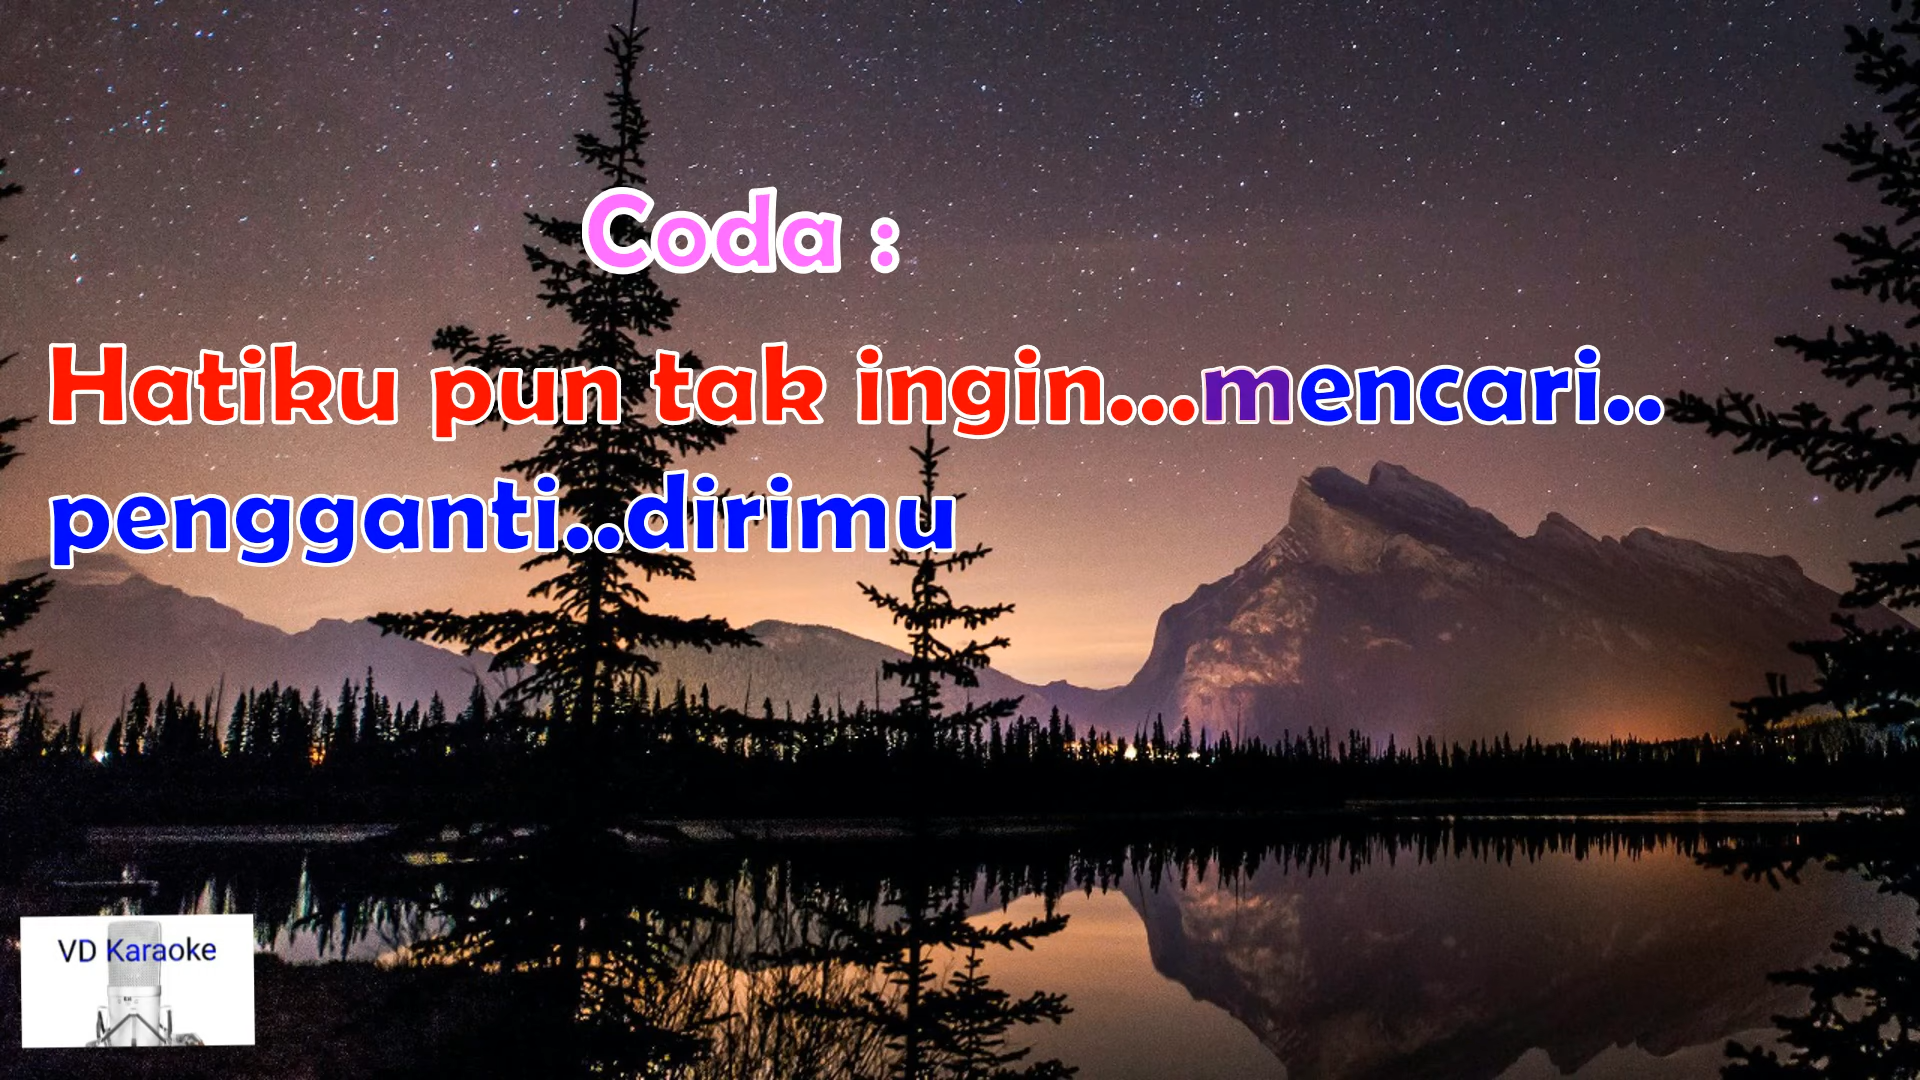 Coda :
Hatiku pun tak ingin...mencari..
pengganti..dirimu
VD Karaoke